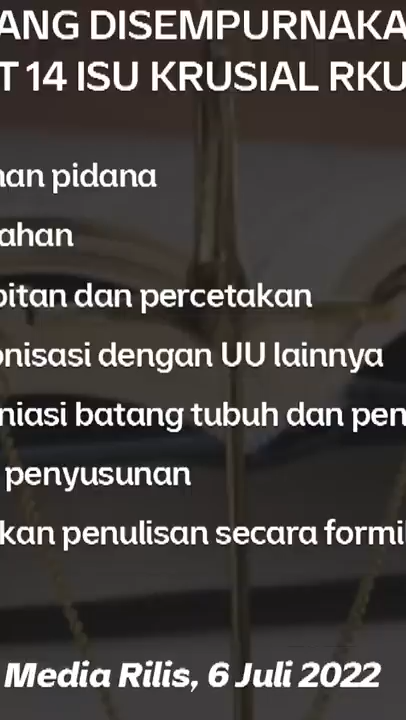 ANG DISEMPURNAKA
T 14 ISU KRUSIAL RKU
nan pidana
ahan
bitan dan percetakan
onisasi dengan UU lainnya
niasi batang tubuh dan pen
penyusunan
kan penulisan secara formi
Media Rilis, 6 Juli 2022